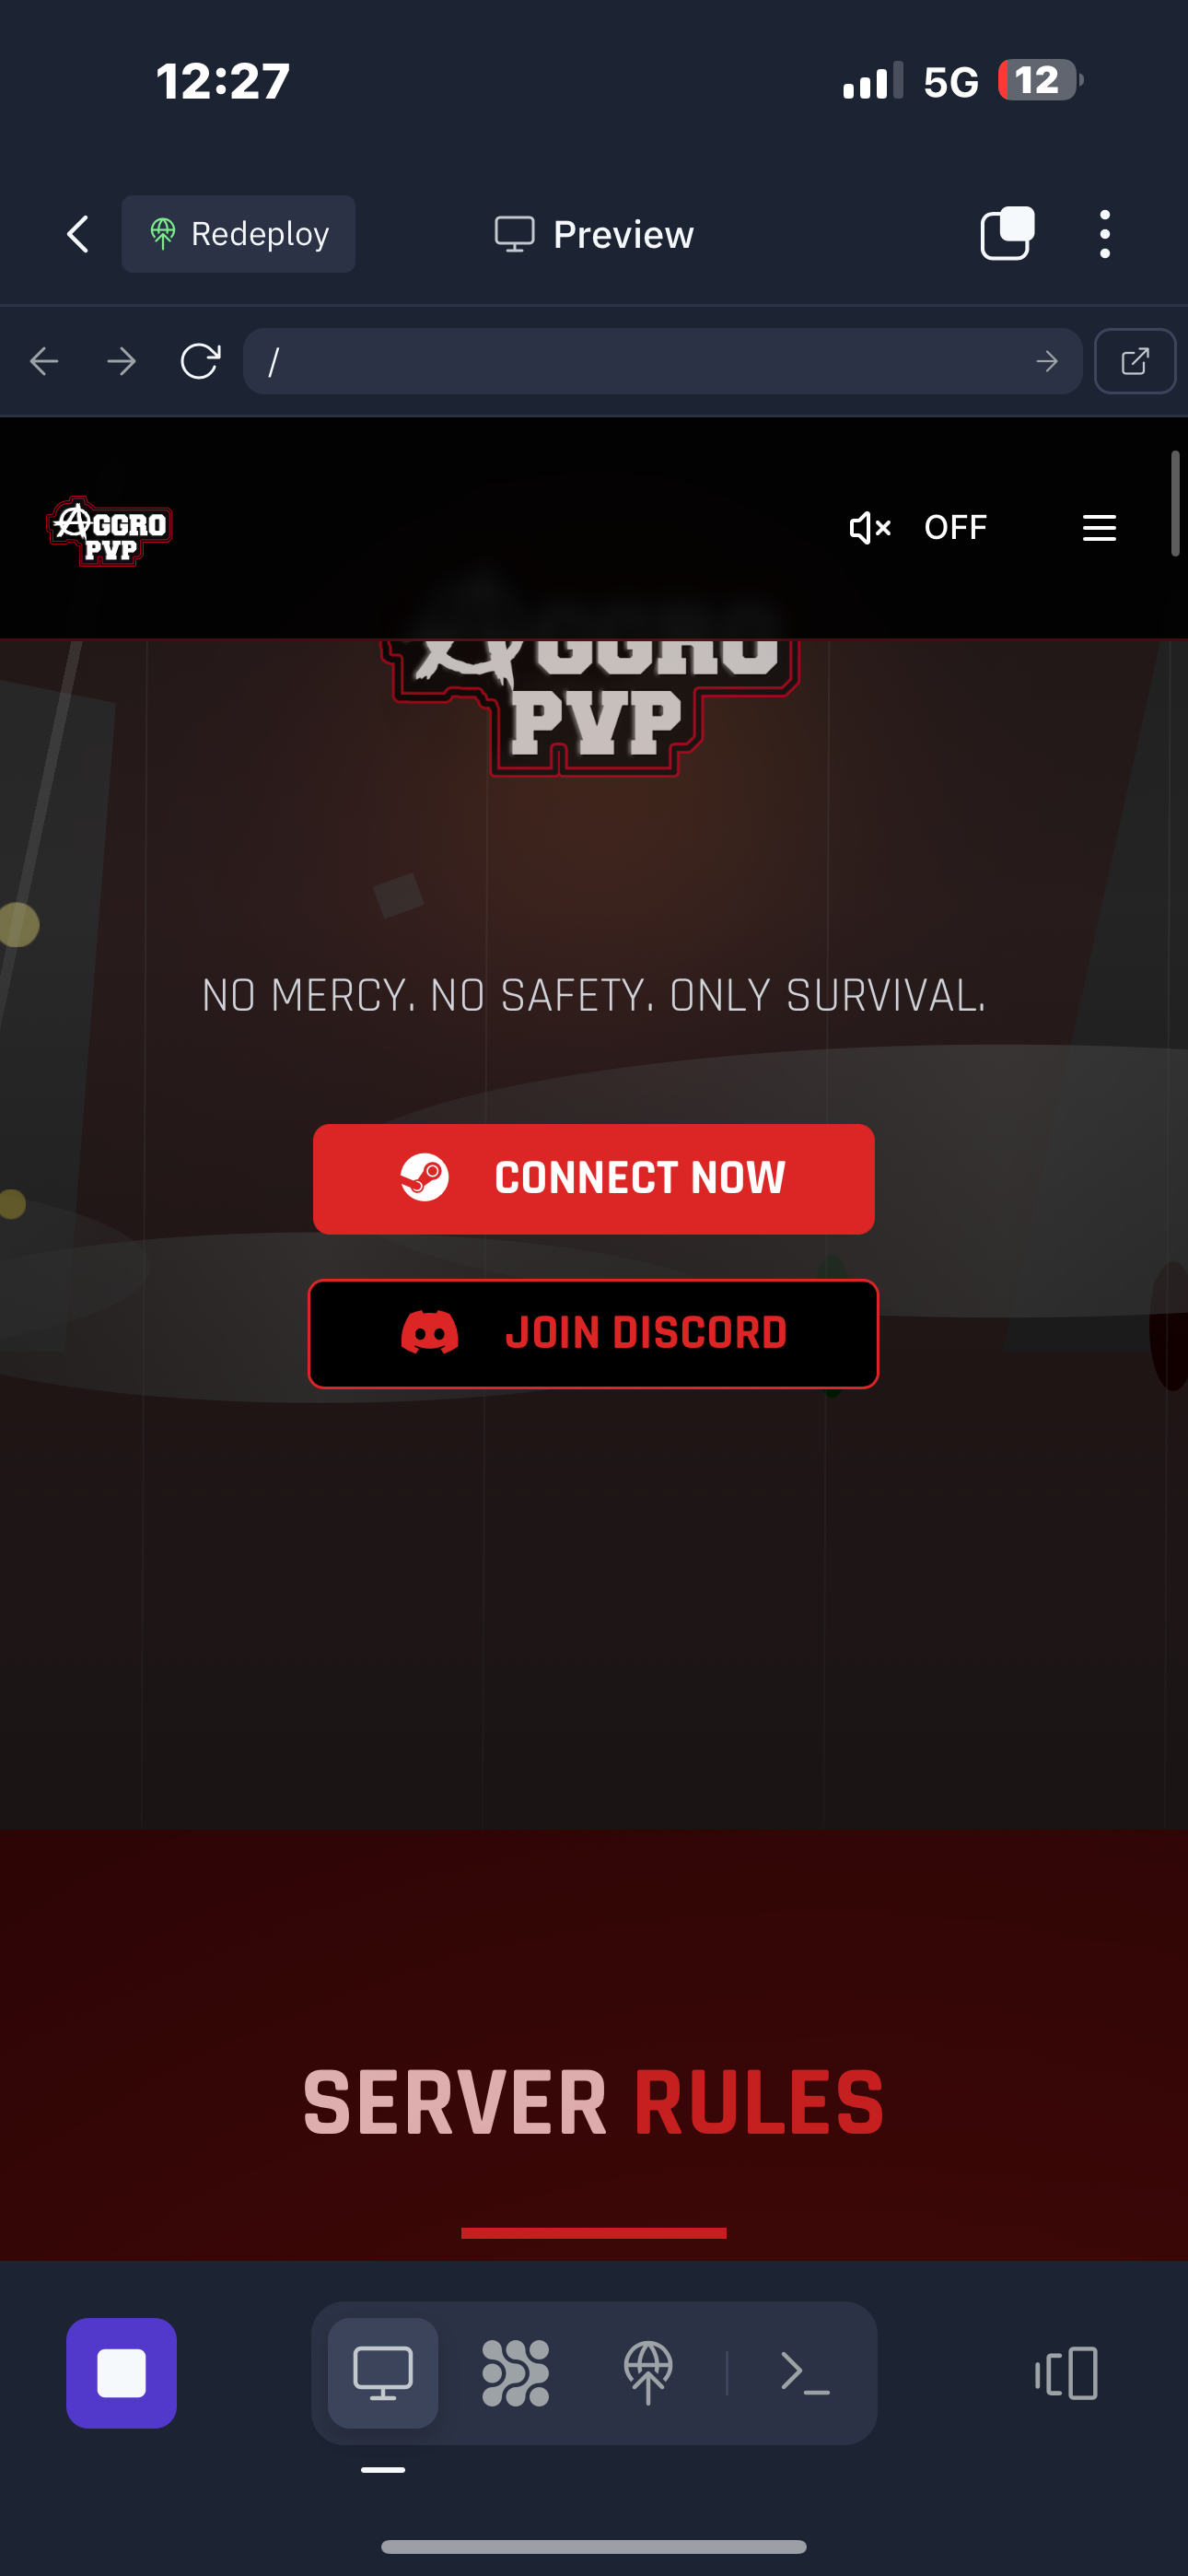 12:27
5G
12
Redeploy
Preview
/
AGGRO
PVP
OFF
AGGRO
PVP
NO MERCY. NO SAFETY. ONLY SURVIVAL.
CONNECT NOW
JOIN DISCORD
SERVER RULES